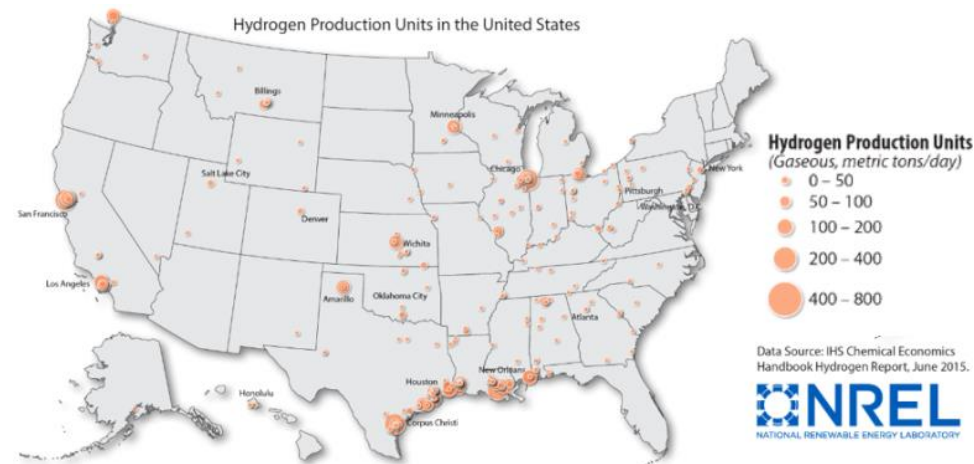 Hydrogen Production Units in the United States
Billings
Minneapolis
Chicago
Salt Lake City
New York
Pittsburgh
Washington, D.C.
San Francisco
Denver
Wichita
Los Angeles
Amarillo
Oklahoma City
Atlanta
New Orleans
Houston
Honolulu
Corpus Christi
Hydrogen Production Units
(Gaseous, metric tons/day)
0 – 50
50 – 100
100 – 200
200 – 400
400 – 800
Data Source: IHS Chemical Economics
Handbook Hydrogen Report, June 2015.
NREL
NATIONAL RENEWABLE ENERGY LABORATORY